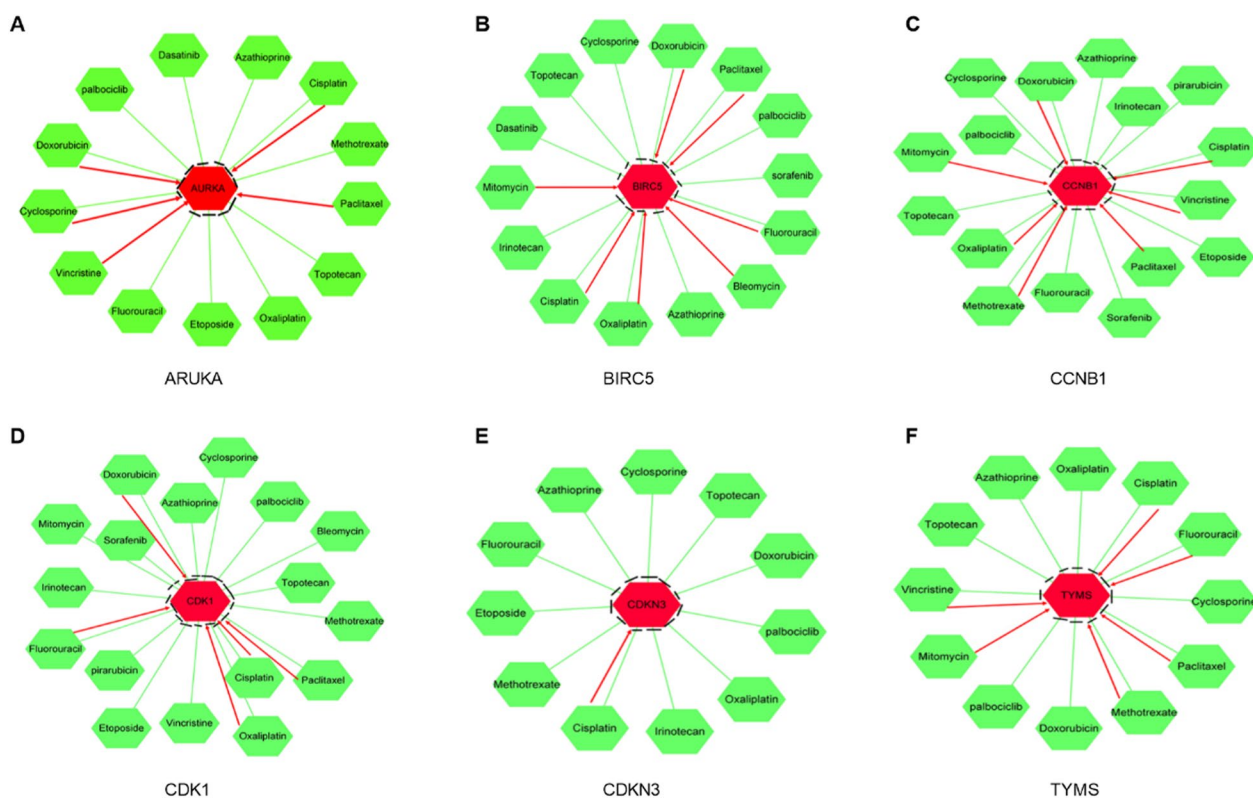 A
Dasatinib
Azathioprine
palbociclib
Cisplatin
Doxorubicin
Methotrexate
AURKA
Cyclosporine
Paclitaxel
Vincristine
Topotecan
Fluorouracil
Etoposide
Oxaliplatin
ARUKA
B
Cyclosporine
Doxorubicin
Topotecan
Paclitaxel
Dasatinib
palbociclib
Mitomycin
BIRC5
sorafenib
Irinotecan
Fluorouracil
Cisplatin
Bleomycin
Oxaliplatin
Azathioprine
BIRC5
C
Azathioprine
Cyclosporine
Doxorubicin
pirarubicin
Irinotecan
palbociclib
Mitomycin
Cisplatin
CCNB1
Vincristine
Topotecan
Oxaliplatin
Etoposide
Paclitaxel
Methotrexate
Fluorouracil
Sorafenib
CCNB1
D
Cyclosporine
Doxorubicin
Azathioprine
palbociclib
Mitomycin
Sorafenib
Bleomycin
Irinotecan
Topotecan
CDK1
Methotrexate
Fluorouracil
pirarubicin
Cisplatin
Paclitaxel
Etoposide
Vincristine
Oxaliplatin
CDK1
E
Cyclosporine
Azathioprine
Topotecan
Fluorouracil
Doxorubicin
CDKN3
Etoposide
palbociclib
Methotrexate
Oxaliplatin
Cisplatin
Irinotecan
CDKN3
F
Oxaliplatin
Azathioprine
Cisplatin
Topotecan
Fluorouracil
Vincristine
TYMS
Cyclosporine
Mitomycin
Paclitaxel
palbociclib
Methotrexate
Doxorubicin
TYMS